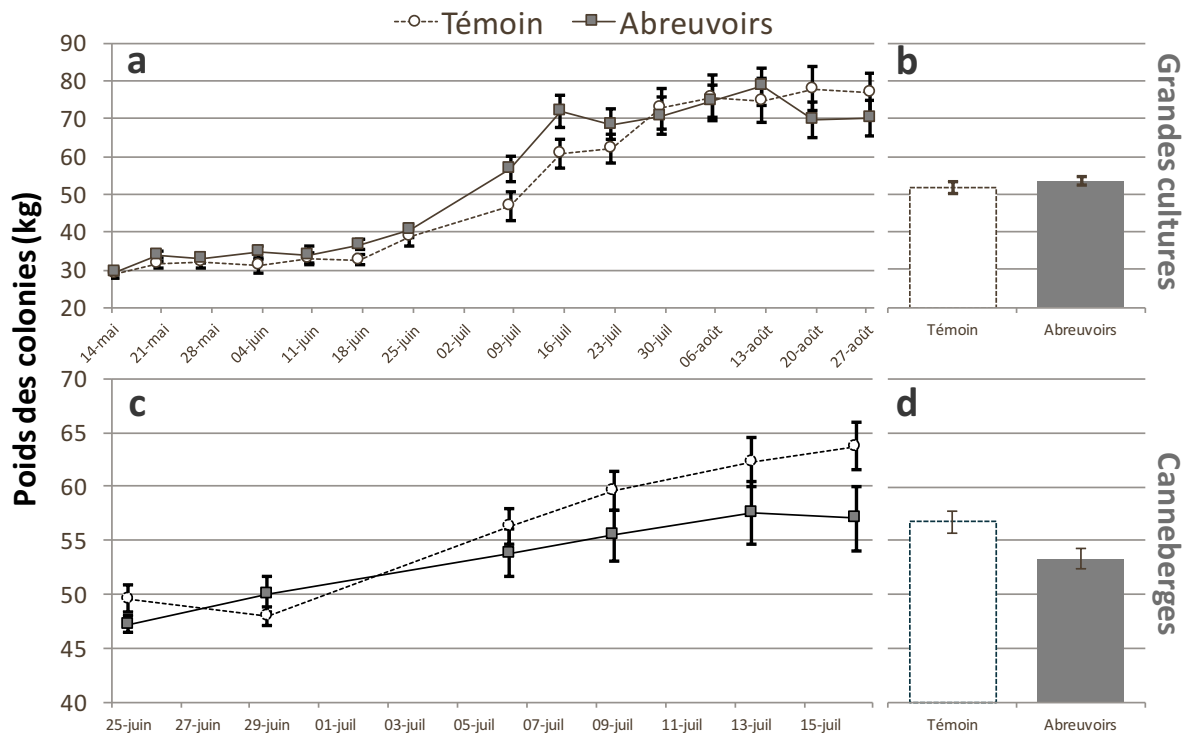 Témoin Abreuvoirs
Poids des colonies (kg)
a
90
80
70
60
50
40
30
20
14-mai 21-mai 28-mai 04-juin 11-juin 18-juin 25-juin 02-juil 09-juil 16-juil 23-juil 30-juil 06-août 13-août 20-août 27-août
b
Témoin Abreuvoirs
Grandes cultures
c
70
65
60
55
50
45
40
25-juin 27-juin 29-juin 01-juil 03-juil 05-juil 07-juil 09-juil 11-juil 13-juil 15-juil
d
Témoin Abreuvoirs
Canneberges